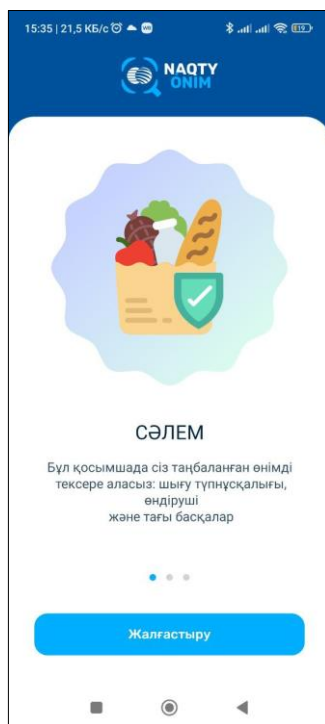 15:35 | 21,5 КБ/с
NAQTY
ONIM
СӘЛЕМ
Бұл қосымшада сіз таңбаланған өнімді
тексере аласыз: шығу түпнұсқалығы,
өндіруші
және тағы басқалар
Жалғастыру